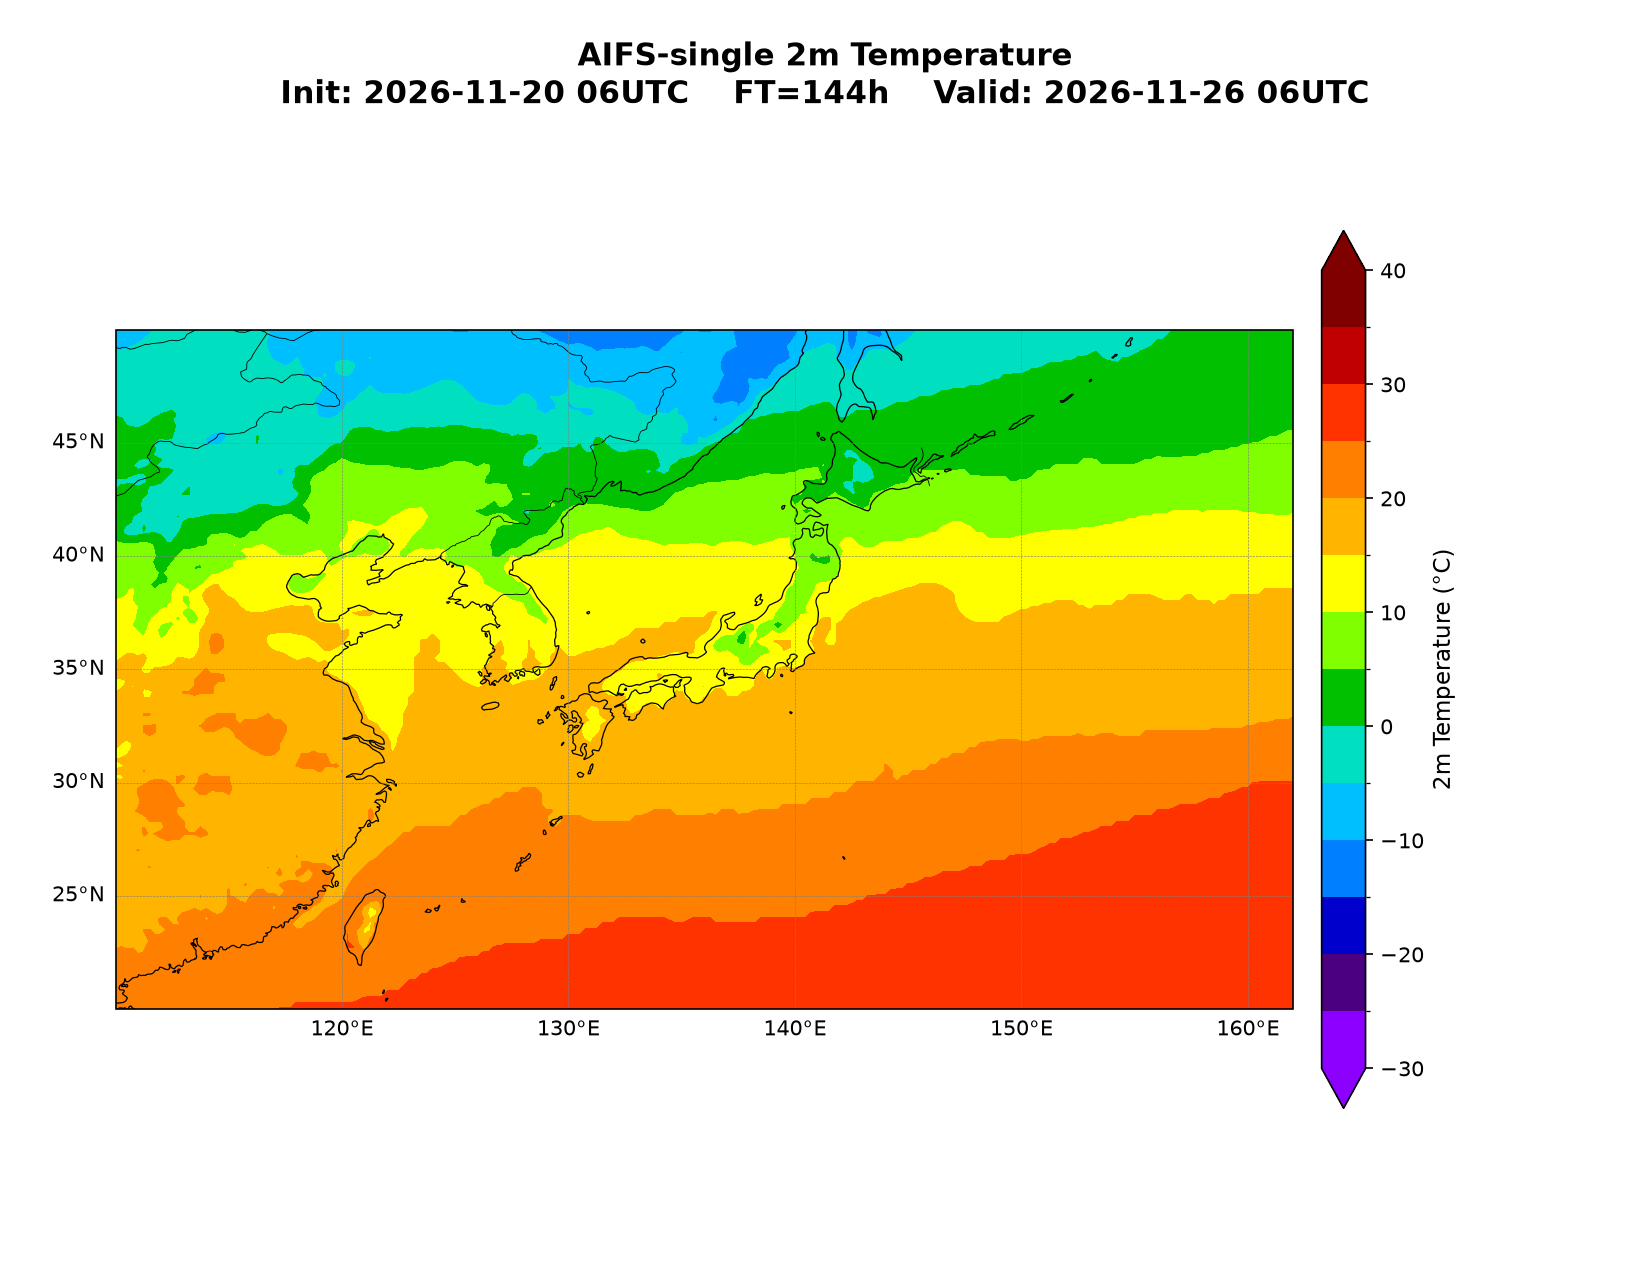 AIFS-single 2m Temperature
Init: 2026-11-20 06UTC    FT=144h    Valid: 2026-11-26 06UTC
45°N
40°N
35°N
30°N
25°N
120°E
130°E
140°E
150°E
160°E
40
30
20
10
0
−10
−20
−30
2m Temperature (°C)